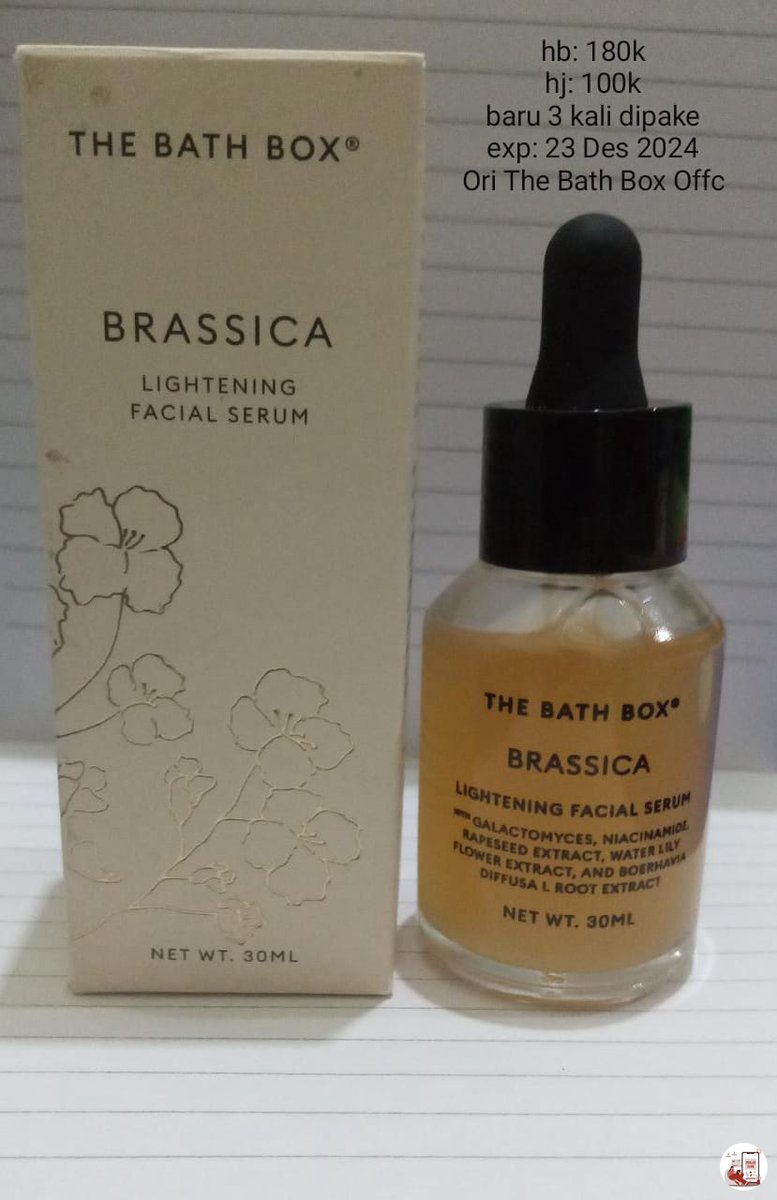 hb: 180k
hj: 100k
baru 3 kali dipake
exp: 23 Des 2024
Ori The Bath Box Offc
THE BATH BOX®
BRASSICA
LIGHTENING
FACIAL SERUM
NET WT. 30ML
THE BATH BOX®
BRASSICA
LIGHTENING FACIAL SERUM
WITH GALACTOMYCES, NIACINAMIDE,
RAPESEED EXTRACT, WATER LILY
FLOWER EXTRACT, AND BOERHAVIA
DIFFUSA L ROOT EXTRACT
NET WT. 30ML